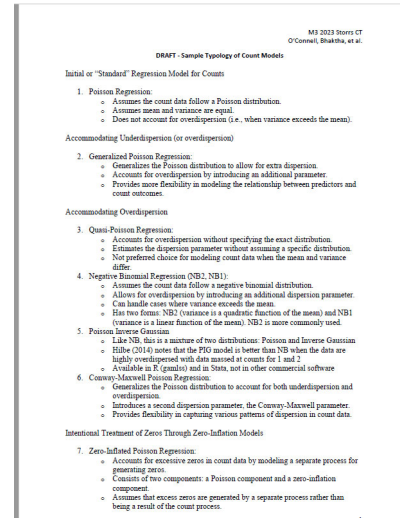 M3 2023 Storrs CT
O'Connell, Bhaktha, et al.
DRAFT - Sample Typology of Count Models
Initial or "Standard" Regression Model for Counts
1. Poisson Regression:
o Assumes the count data follow a Poisson distribution.
o Assumes mean and variance are equal.
o Does not account for overdispersion (i.e., when variance exceeds the mean).
Accommodating Underdispersion (or overdispersion)
2. Generalized Poisson Regression:
o Generalizes the Poisson distribution to allow for extra dispersion.
o Accounts for overdispersion by introducing an additional parameter.
o Provides more flexibility in modeling the relationship between predictors and
count outcomes.
Accommodating Overdispersion
3. Quasi-Poisson Regression:
o Accounts for overdispersion without specifying the exact distribution.
o Estimates the dispersion parameter without assuming a specific distribution.
o Not preferred choice for modeling count data when the mean and variance
differ.
4. Negative Binomial Regression (NB2, NB1):
o Assumes the count data follow a negative binomial distribution.
o Allows for overdispersion by introducing an additional dispersion parameter.
o Can handle cases where variance exceeds the mean.
o Has two forms: NB2 (variance is a quadratic function of the mean) and NB1
(variance is a linear function of the mean). NB2 is more commonly used.
5. Poisson Inverse Gaussian
o Like NB, this is a mixture of two distributions: Poisson and Inverse Gaussian
o Hilbe (2014) notes that the PIG model is better than NB when the data are
highly overdispersed with data massed at counts for 1 and 2
o Available in R (gamlss) and in Stata, not in other commercial software
6. Conway-Maxwell Poisson Regression:
o Generalizes the Poisson distribution to account for both underdispersion and
overdispersion.
o Introduces a second dispersion parameter, the Conway-Maxwell parameter.
o Provides flexibility in capturing various patterns of dispersion in count data.
Intentional Treatment of Zeros Through Zero-Inflation Models
7. Zero-Inflated Poisson Regression:
o Accounts for excessive zeros in count data by modeling a separate process for
generating zeros.
o Consists of two components: a Poisson component and a zero-inflation
component.
o Assumes that excess zeros are generated by a separate process rather than
being a result of the count process.